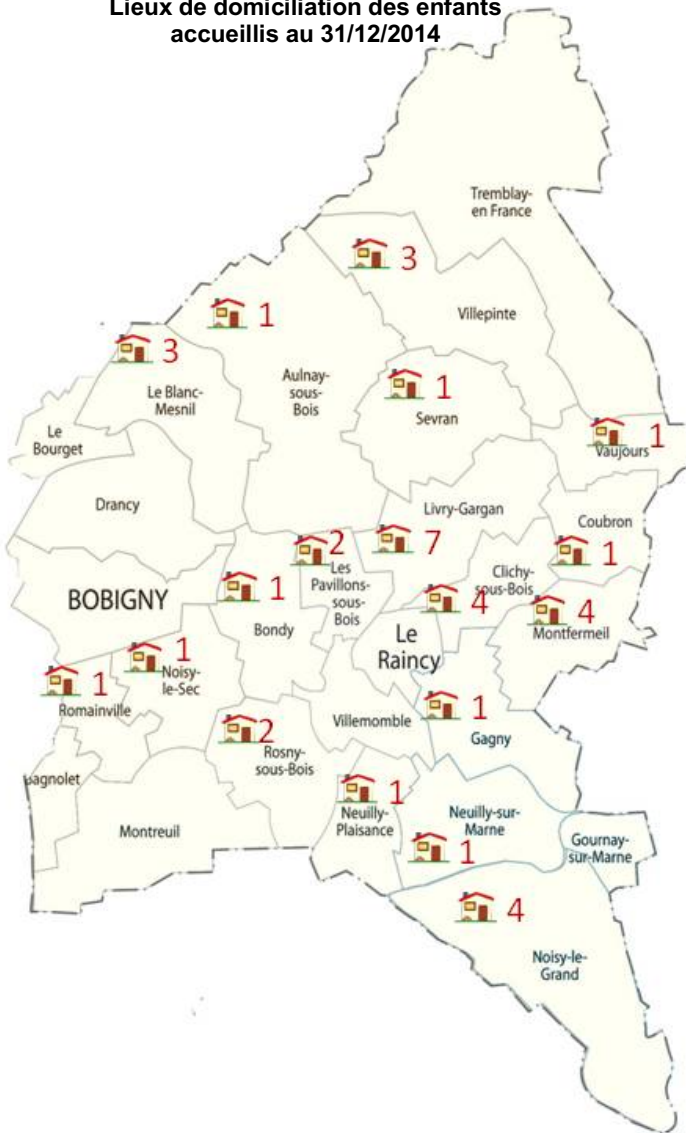 Lieux de domiciliation des enfants
accueillis au 31/12/2014
Tremblay-
en France
3
Villepinte
1
3
Aulnay-
sous-
Bois
Le Blanc-
Mesnil
1
Sevran
Le
Bourget
1
Vaujours
Drancy
Livry-Gargan
7
Coubron
1
2
Les
Pavillons-
sous-
Bois
Clichy-
sous-Bois
4
4
Montfermeil
BOBIGNY
1
Bondy
Le
Raincy
1
Noisy-
le-Sec
1
Romainville
Villemomble
1
Gagny
2
Rosny-
sous-Bois
Bagnolet
1
Neuilly-
Plaisance
Neuilly-sur-
Marne
1
Montreuil
Gournay-
sur-Marne
4
Noisy-le-
Grand